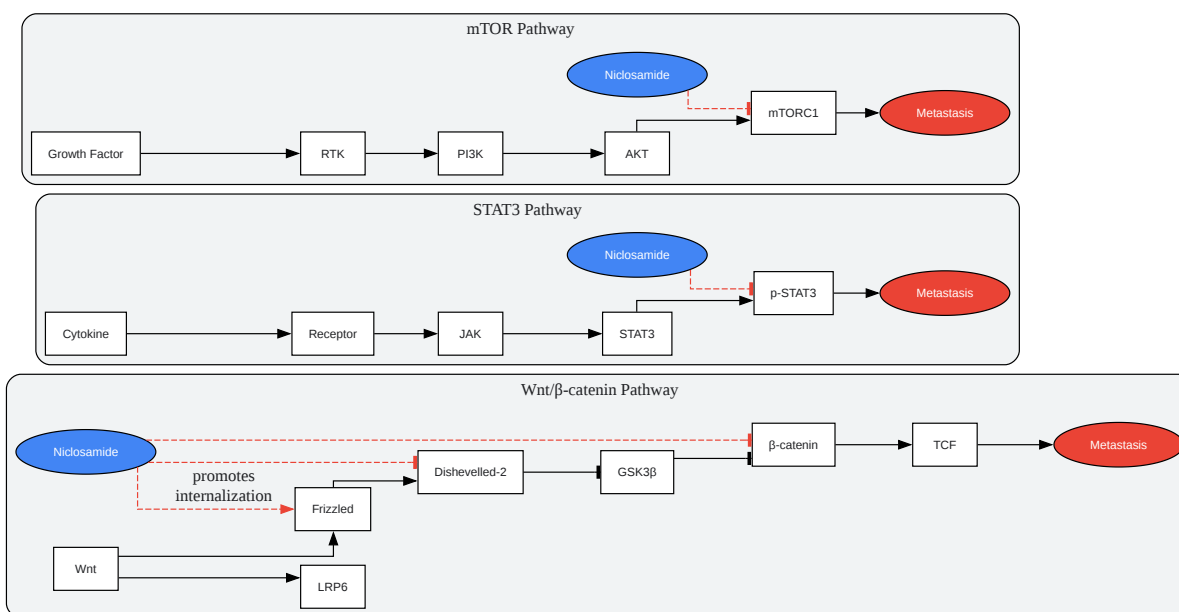 mTOR Pathway
Niclosamide
mTORC1
Metastasis
Growth Factor
RTK
PI3K
AKT
STAT3 Pathway
Niclosamide
p-STAT3
Metastasis
Cytokine
Receptor
JAK
STAT3
Wnt/β-catenin Pathway
Niclosamide
β-catenin
TCF
Metastasis
promotes
internalization
Dishevelled-2
GSK3β
Frizzled
Wnt
LRP6